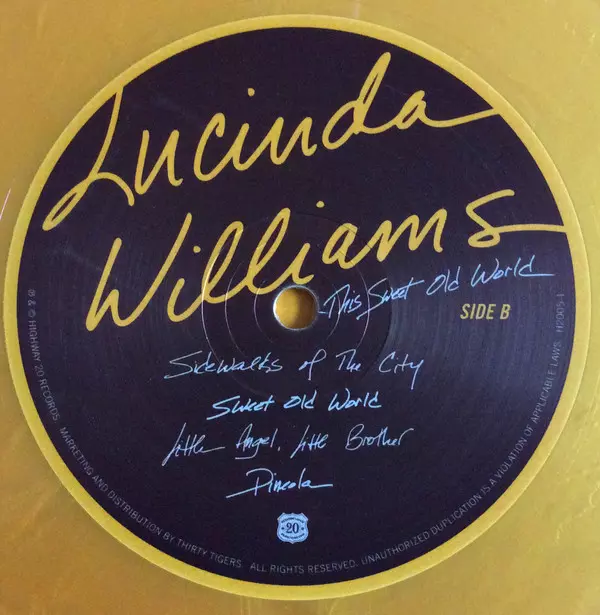 Lucinda
Williams
This Sweet Old World
SIDE B
Sidewalks of The City
Sweet Old World
Little Angel, Little Brother
Pineola
20
℗ & © HIGHWAY 20 RECORDS. MARKETING AND DISTRIBUTION BY THIRTY TIGERS. ALL RIGHTS RESERVED. UNAUTHORIZED DUPLICATION IS A VIOLATION OF APPLICABLE LAWS. H2005-1